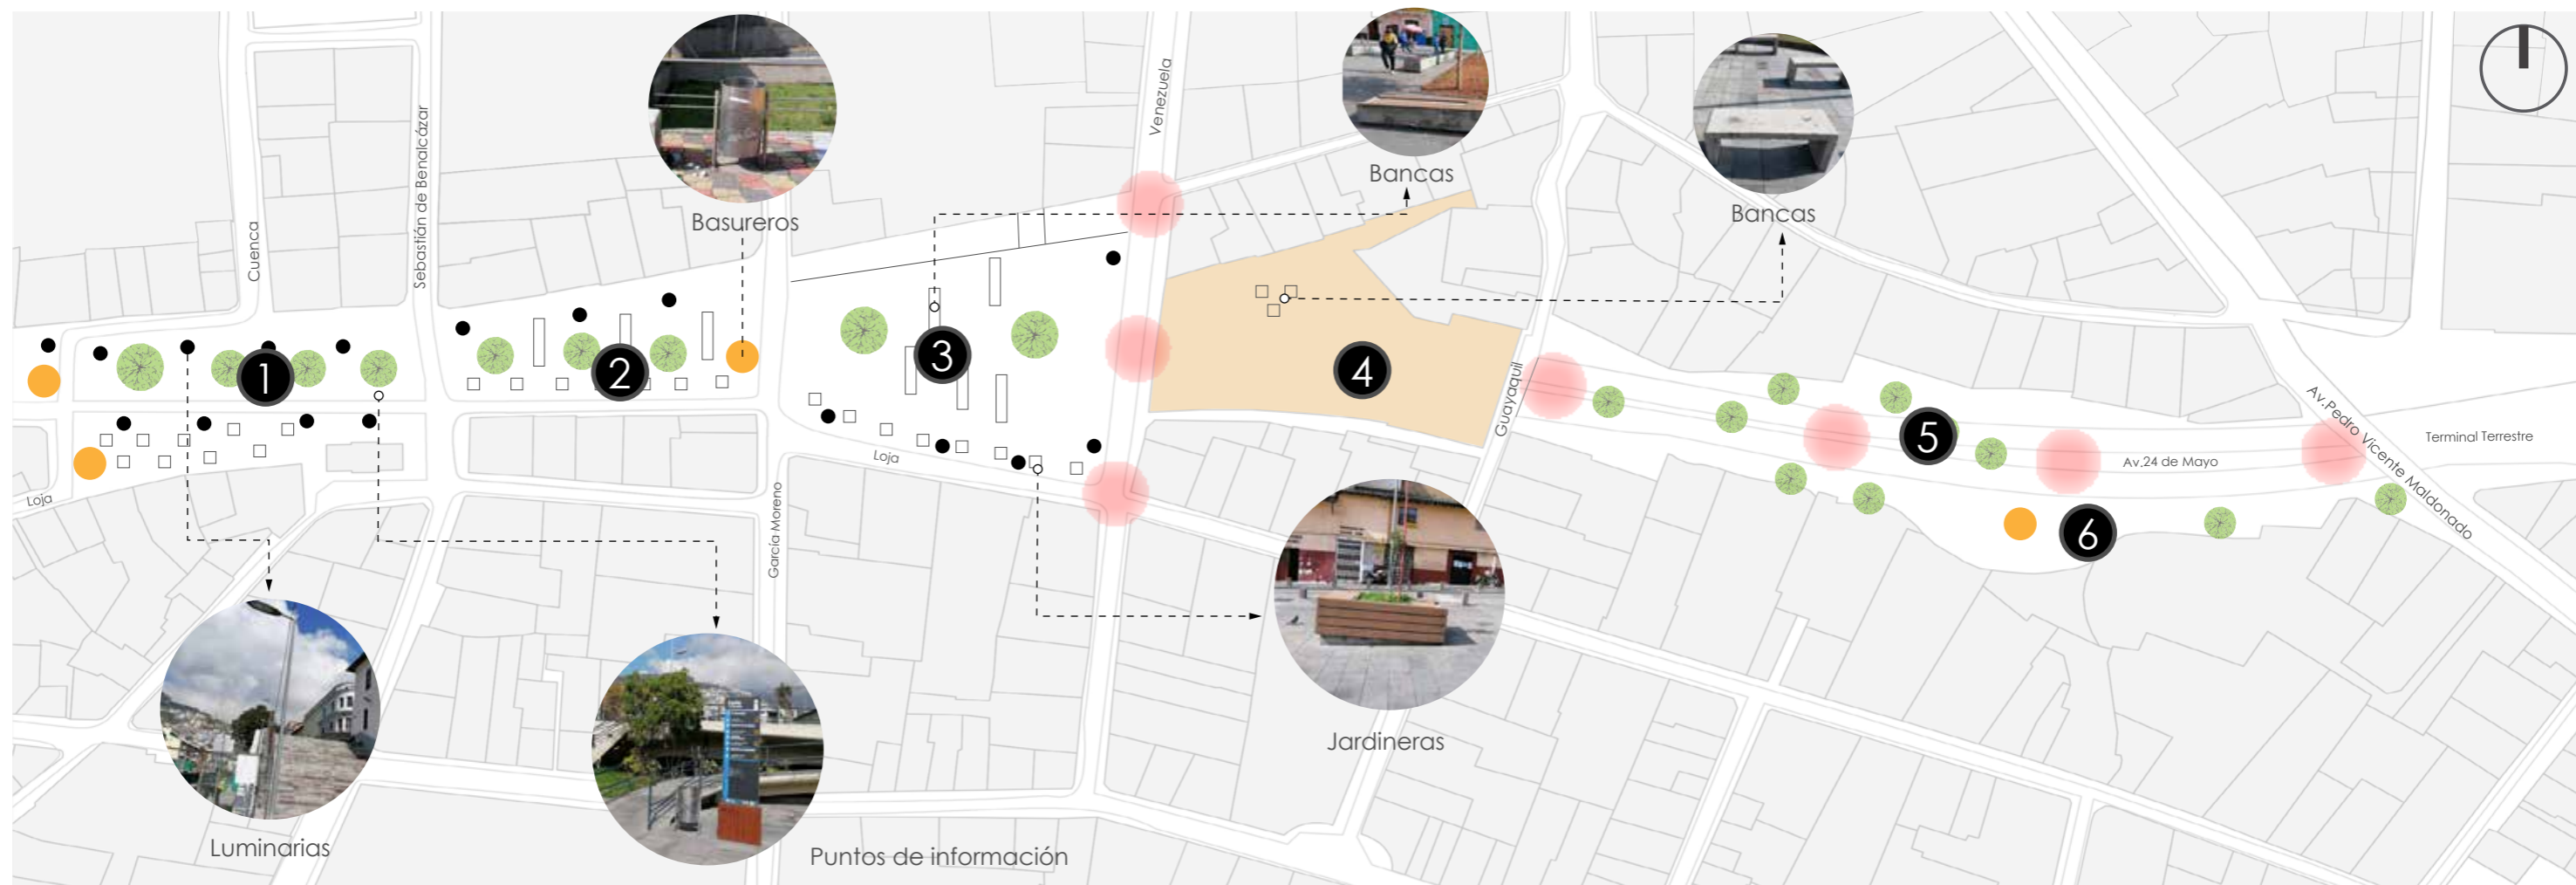 Cuenca
Sebastián de Benalcázar
Basureros
Venezuela
Bancas
Bancas
1
2
3
4
5
6
Guayaquil
Av.Pedro Vicente Maldonado
Terminal Terrestre
Av.24 de Mayo
Loja
Loja
García Moreno
Luminarias
Puntos de información
Jardineras